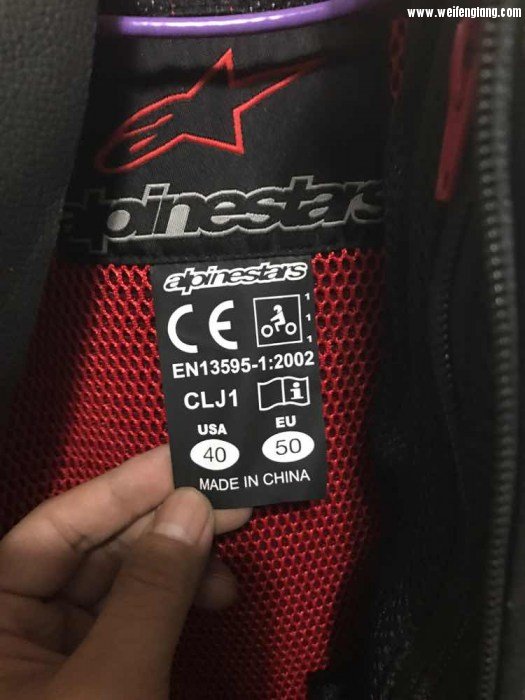 www.weifengtang.com
alpinestars
alpinestars
CE
1
1
1
EN13595-1:2002
CLJ1
i
USA EU
40 50
MADE IN CHINA